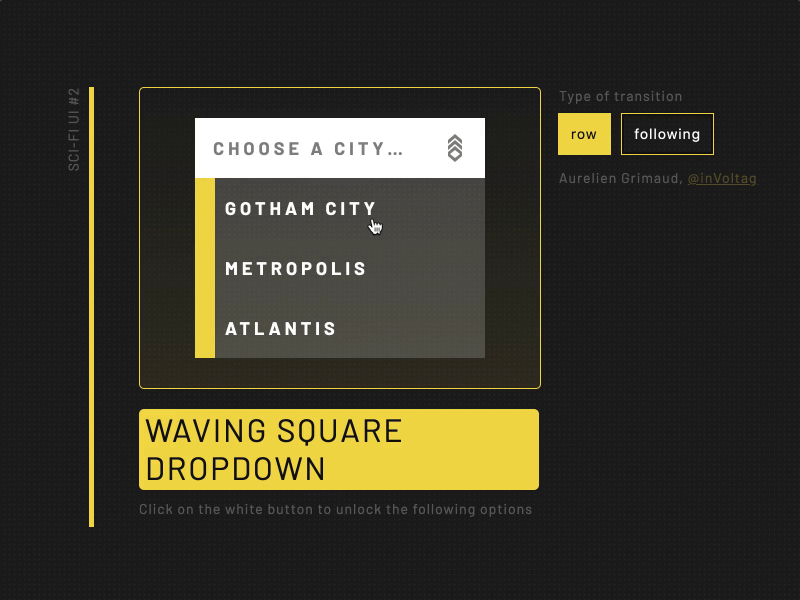 SCI-FI UI #2
CHOOSE A CITY…
GOTHAM CITY
METROPOLIS
ATLANTIS
WAVING SQUARE
DROPDOWN
Click on the white button to unlock the following options
Type of transition
row
following
Aurelien Grimaud, @inVoltag